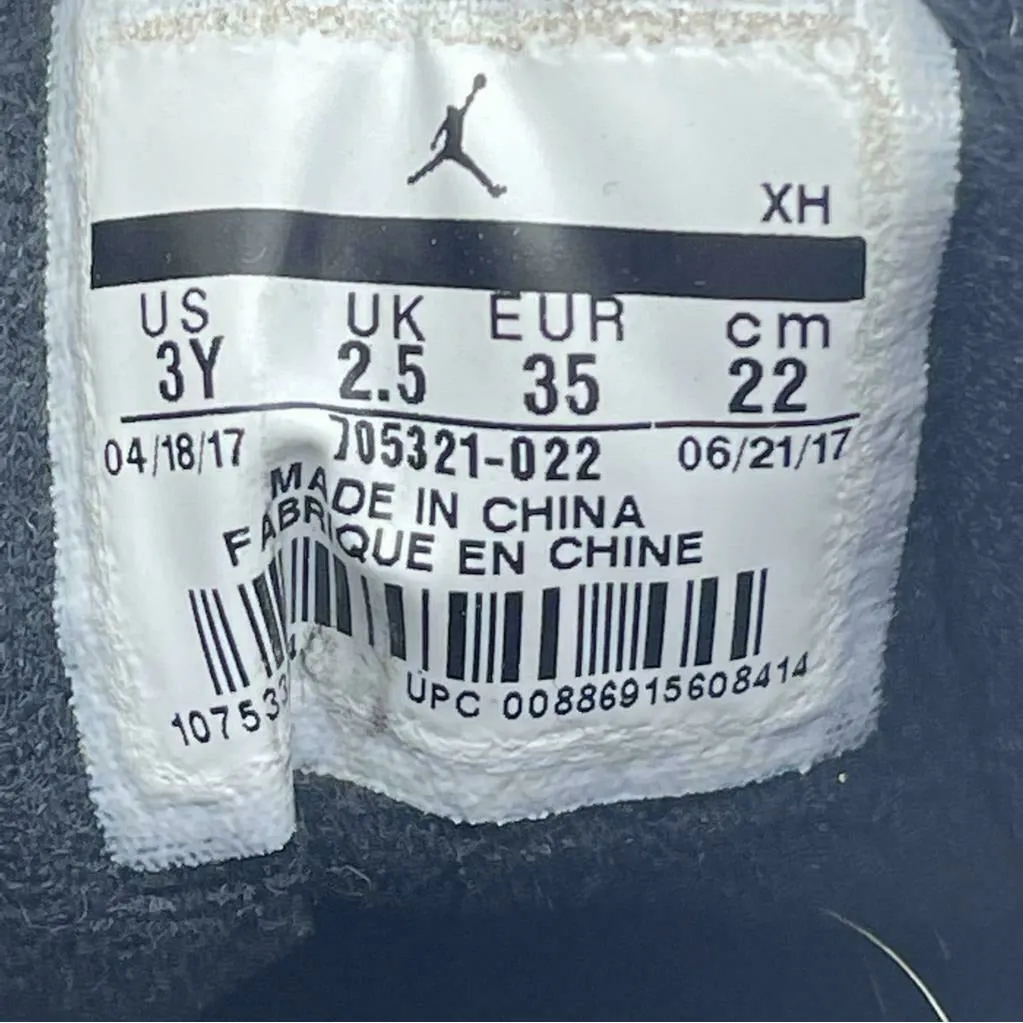 XH
US UK EUR cm
3Y 2.5 35 22
04/18/17 705321-022 06/21/17
MADE IN CHINA
FABRIQUE EN CHINE
UPC 00886915608414